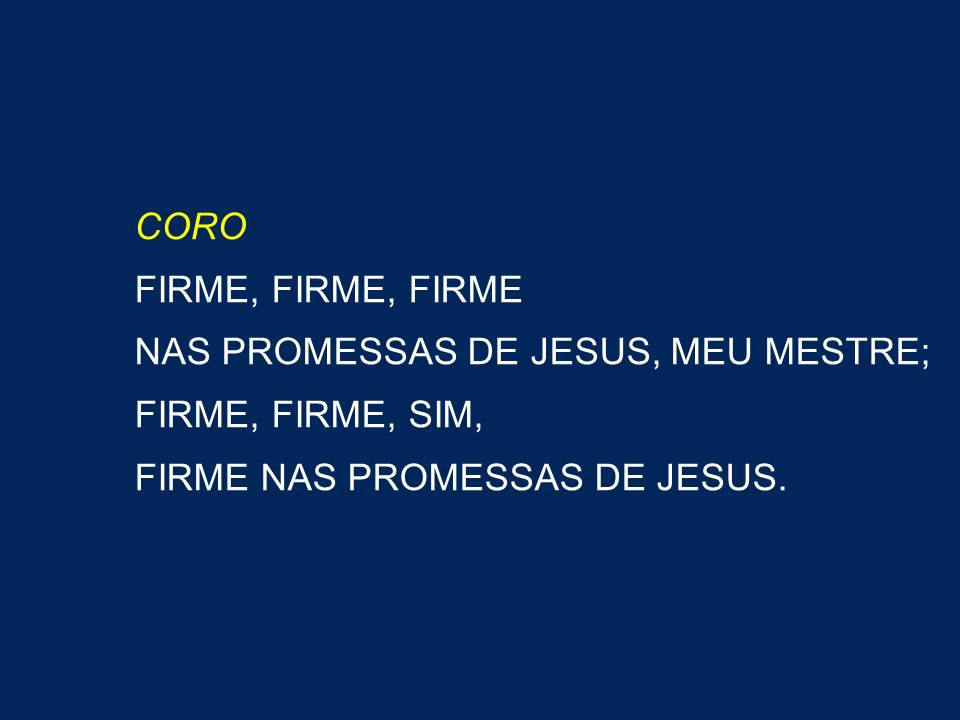 CORO
FIRME, FIRME, FIRME
NAS PROMESSAS DE JESUS, MEU MESTRE;
FIRME, FIRME, SIM,
FIRME NAS PROMESSAS DE JESUS.